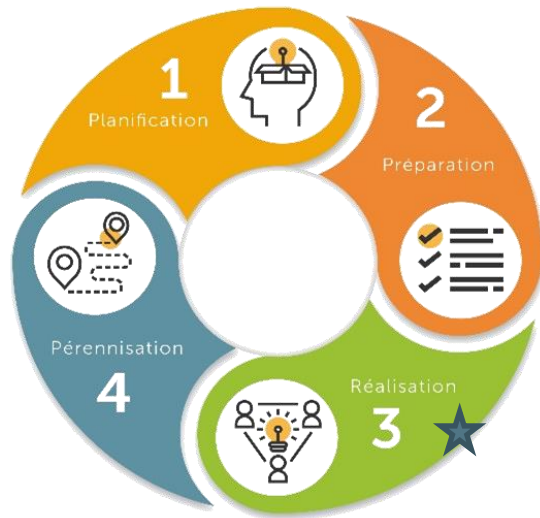 1
Planification
2
Préparation
Réalisation
3
Pérennisation
4